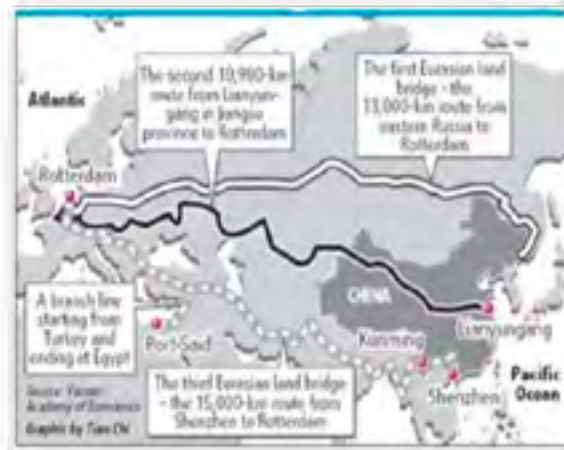 Atlantic
The second 10,900-km
route from Lianyun-
gang in Jiangsu
province to Rotterdam
The first Eurasian land
bridge - the
13,000-km route from
eastern Russia to
Rotterdam
Rotterdam
CHINA
A branch line
starting from
Turkey and
ending at Egypt
Port Said
Kunming
Lianyungang
Shenzhen
Pacific
Ocean
The third Eurasian land bridge
- the 15,000-km route from
Shenzhen to Rotterdam
Source: Yunnan
Academy of Economics
Graphic by Tian Chi